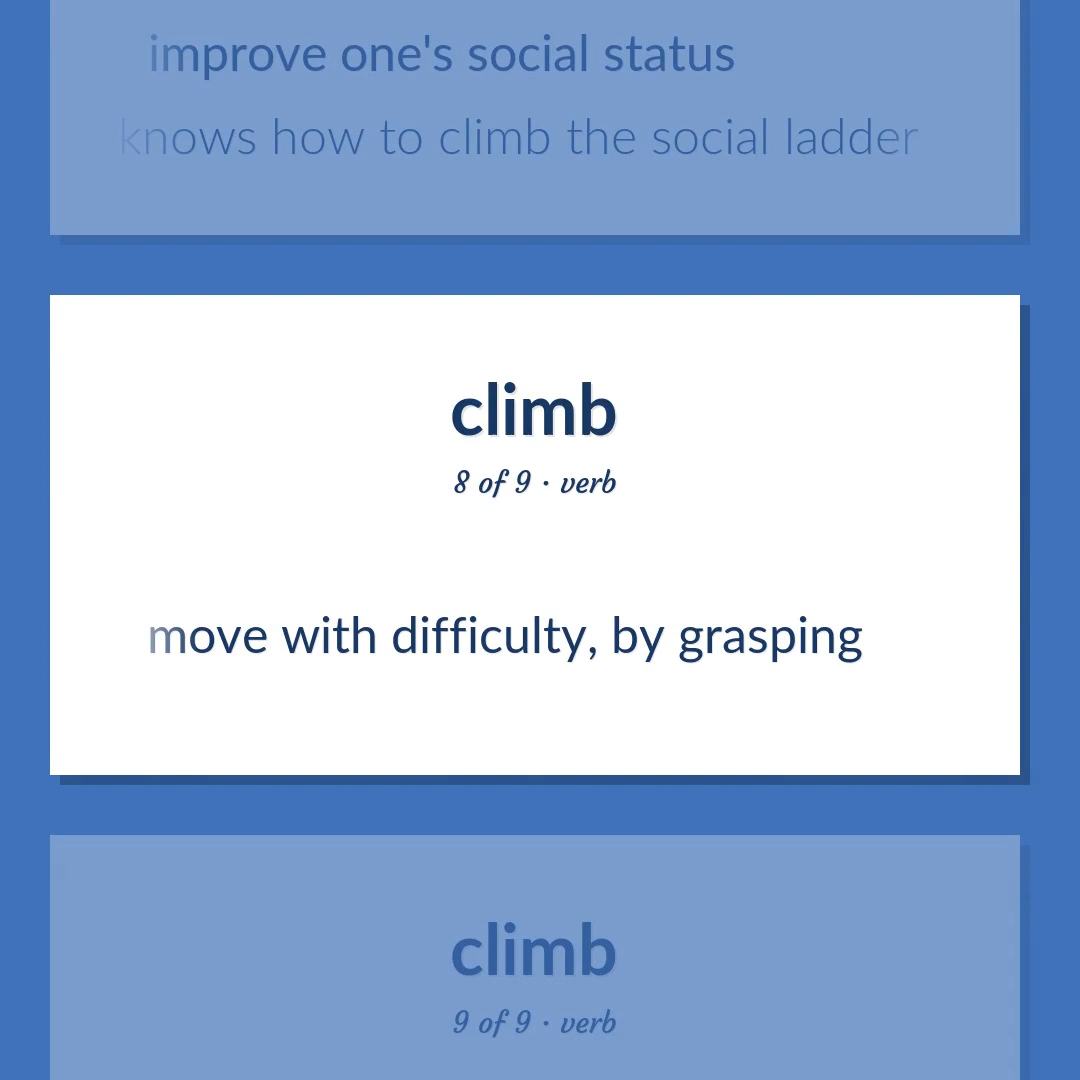 improve one's social status
knows how to climb the social ladder
climb
8 of 9 · verb
move with difficulty, by grasping
climb
9 of 9 · verb